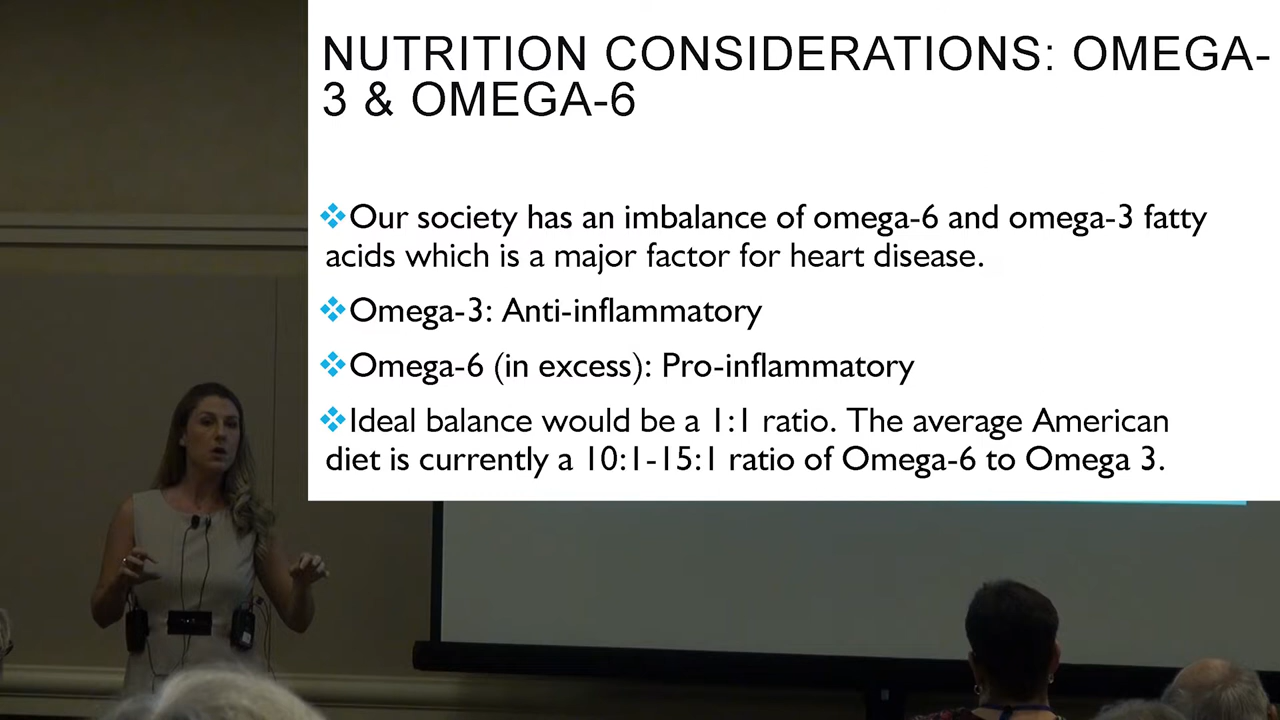 NUTRITION CONSIDERATIONS: OMEGA-
3 & OMEGA-6
❖Our society has an imbalance of omega-6 and omega-3 fatty
acids which is a major factor for heart disease.
❖Omega-3: Anti-inflammatory
❖Omega-6 (in excess): Pro-inflammatory
❖Ideal balance would be a 1:1 ratio. The average American
diet is currently a 10:1-15:1 ratio of Omega-6 to Omega 3.